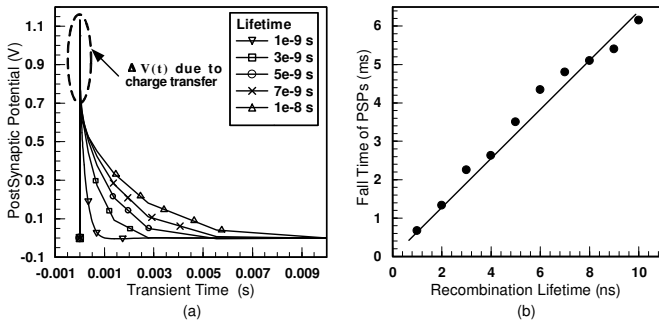 PostSynaptic Potential (V)
1.1
0.9
0.7
0.5
0.3
0.1
-0.1
Δ V(t) due to
charge transfer
Lifetime
1e-9 s
3e-9 s
5e-9 s
7e-9 s
1e-8 s
-0.001 0.001 0.003 0.005 0.007 0.009
Transient Time (s)
(a)
Fall Time of PSPs (ms)
6
5
4
3
2
1
0
0 2 4 6 8 10
Recombination Lifetime (ns)
(b)